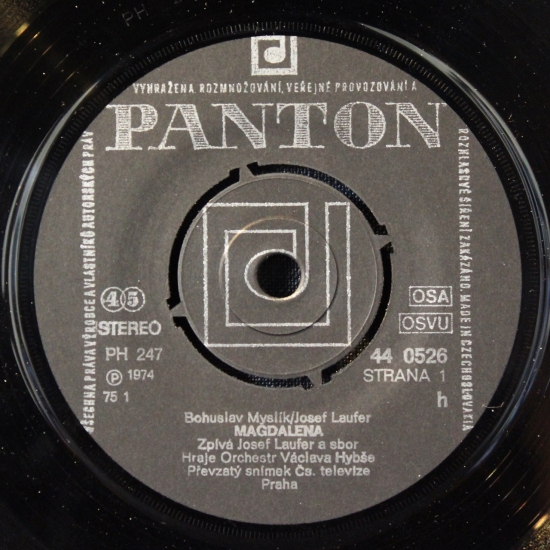 VYHRAŽENA. ROZMNOŽOVÁNÍ, VEŘEJNÉ PROVOZOVÁNÍ A
PANTON
VŠECHNA PRÁVA VÝROBCE A VLASTNÍKŮ AUTORSKÝCH PRÁV
ROZHLASOVÉ ŠÍŘENÍ ZAKÁZÁNO. MADE IN CZECHOSLOVAKIA
45
STEREO
PH 247
Ⓟ 1974
75 1
OSA
OSVU
44 0526
STRANA 1
h
Bohuslav Myslík/Josef Laufer
MAGDALENA
Zpívá Josef Laufer a sbor
Hraje Orchestr Václava Hybše
Převzatý snímek Čs. televize
Praha